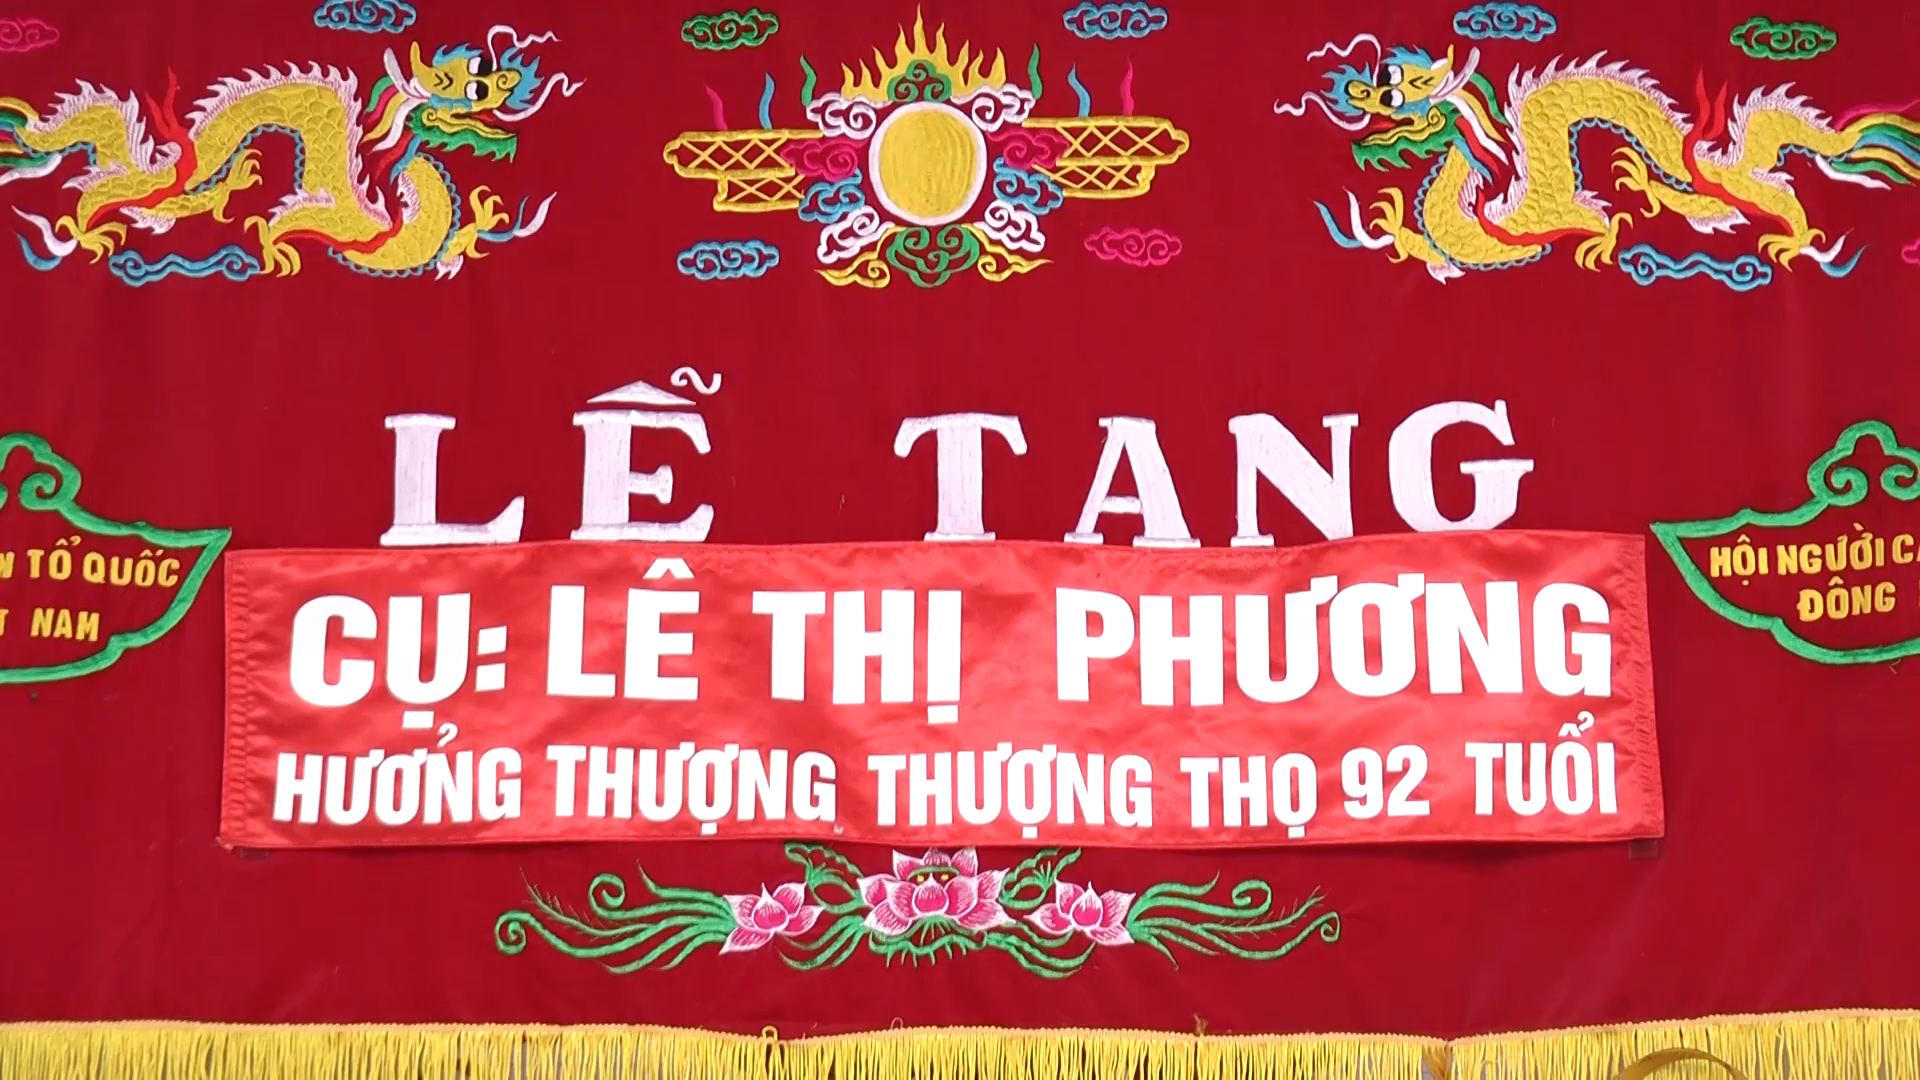 LỄ TANG
TỔ QUỐC
NAM
HỘI NGƯỜI
ĐÔNG
CỤ: LÊ THỊ PHƯƠNG
HƯỞNG THƯỢNG THƯỢNG THỌ 92 TUỔI